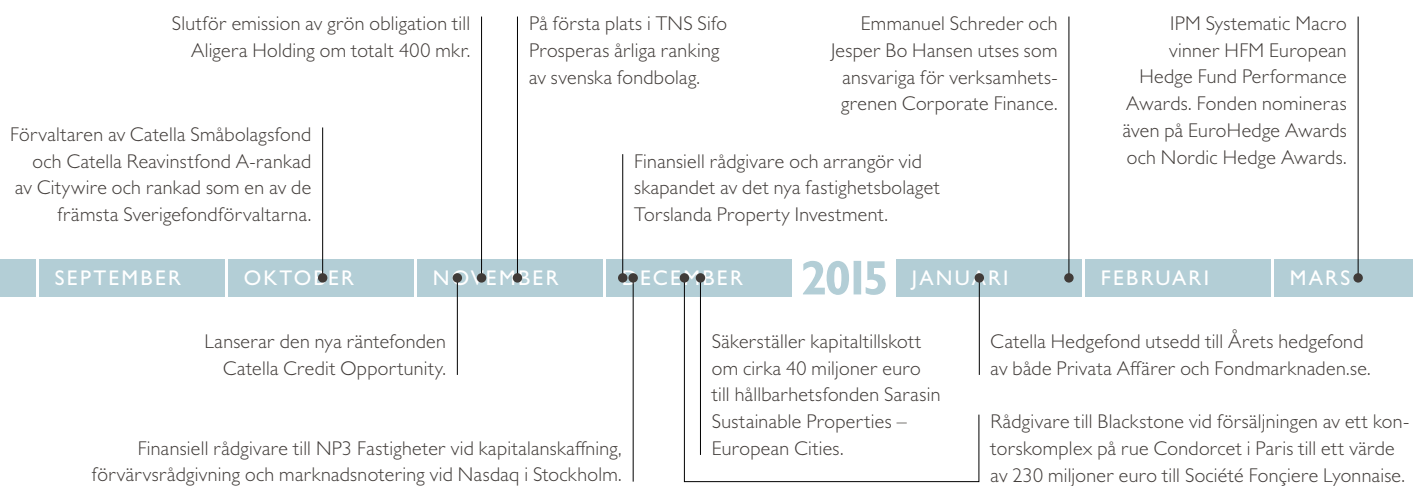 Slutför emission av grön obligation till
Aligera Holding om totalt 400 mkr.
På första plats i TNS Sifo
Prosperas årliga ranking
av svenska fondbolag.
Emmanuel Schreder och
Jesper Bo Hansen utses som
ansvariga för verksamhets-
grenen Corporate Finance.
IPM Systematic Macro
vinner HFM European
Hedge Fund Performance
Awards. Fonden nomineras
även på EuroHedge Awards
och Nordic Hedge Awards.
Förvaltaren av Catella Småbolagsfond
och Catella Reavinstfond A-rankad
av Citywire och rankad som en av de
främsta Sverigefondförvaltarna.
Finansiell rådgivare och arrangör vid
skapandet av det nya fastighetsbolaget
Torslanda Property Investment.
SEPTEMBER OKTOBER NOVEMBER DECEMBER 2015 JANUARI FEBRUARI MARS
Lanserar den nya räntefonden
Catella Credit Opportunity.
Säkerställer kapitaltillskott
om cirka 40 miljoner euro
till hållbarhetsfonden Sarasin
Sustainable Properties –
European Cities.
Catella Hedgefond utsedd till Årets hedgefond
av både Privata Affärer och Fondmarknaden.se.
Finansiell rådgivare till NP3 Fastigheter vid kapitalanskaffning,
förvärvsrådgivning och marknadsnotering vid Nasdaq i Stockholm.
Rådgivare till Blackstone vid försäljningen av ett kon-
torskomplex på rue Condorcet i Paris till ett värde
av 230 miljoner euro till Société Fonçiere Lyonnaise.